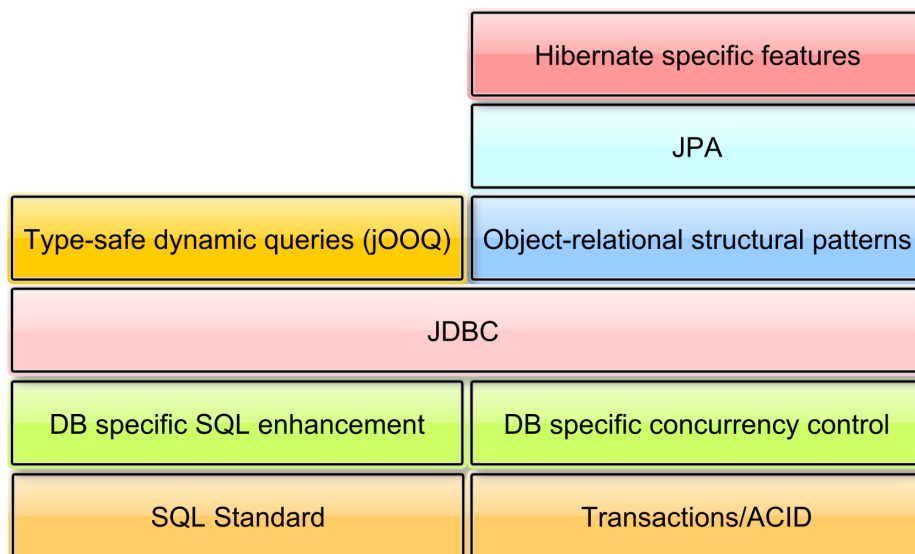 Hibernate specific features
JPA
Type-safe dynamic queries (jOOQ)
Object-relational structural patterns
JDBC
DB specific SQL enhancement
DB specific concurrency control
SQL Standard
Transactions/ACID